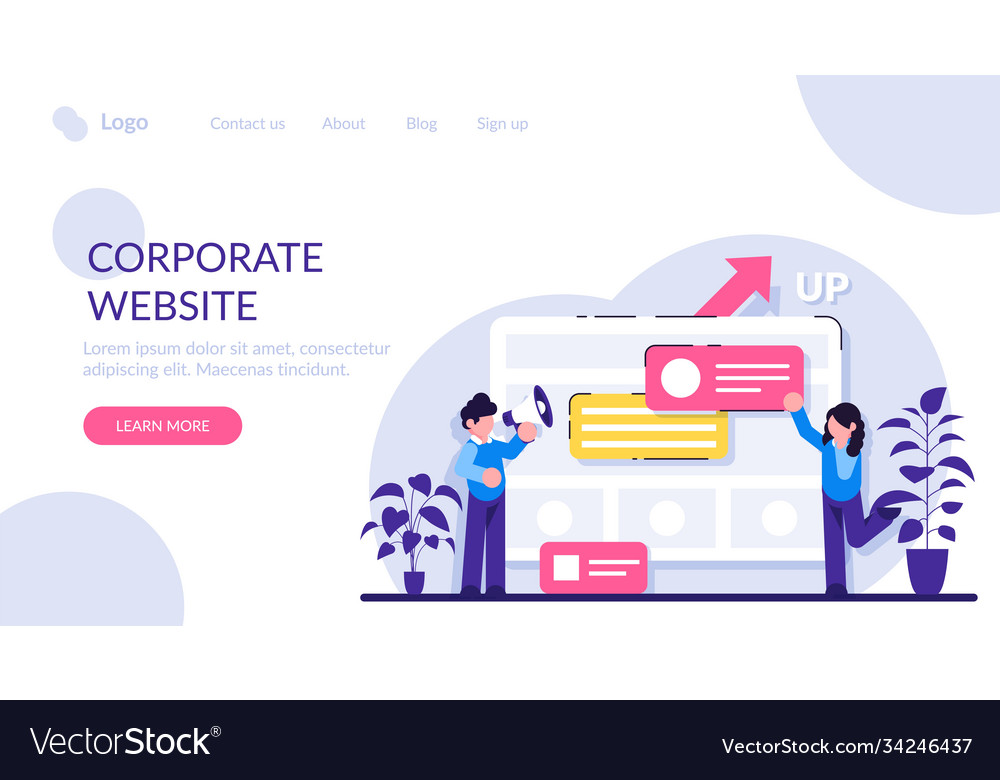 Logo
Contact us
About
Blog
Sign up
CORPORATE
WEBSITE
Lorem ipsum dolor sit amet, consectetur
adipiscing elit. Maecenas tincidunt.
LEARN MORE
UP
VectorStock®
VectorStock.com/34246437